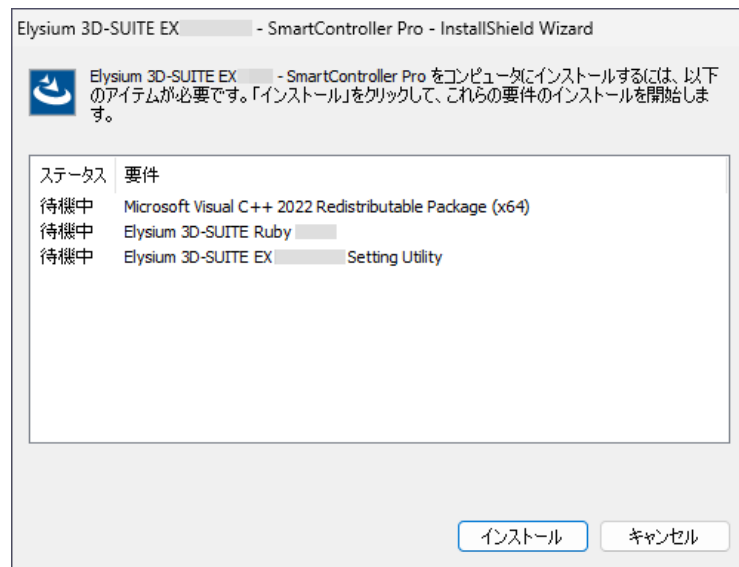 Elysium 3D-SUITE EX - SmartController Pro - InstallShield Wizard
Elysium 3D-SUITE EX - SmartController Pro をコンピュータにインストールするには、以下
のアイテムが必要です。「インストール」をクリックして、これらの要件のインストールを開始しま
す。
ステータス 要件
待機中 Microsoft Visual C++ 2022 Redistributable Package (x64)
待機中 Elysium 3D-SUITE Ruby
待機中 Elysium 3D-SUITE EX Setting Utility
インストール キャンセル